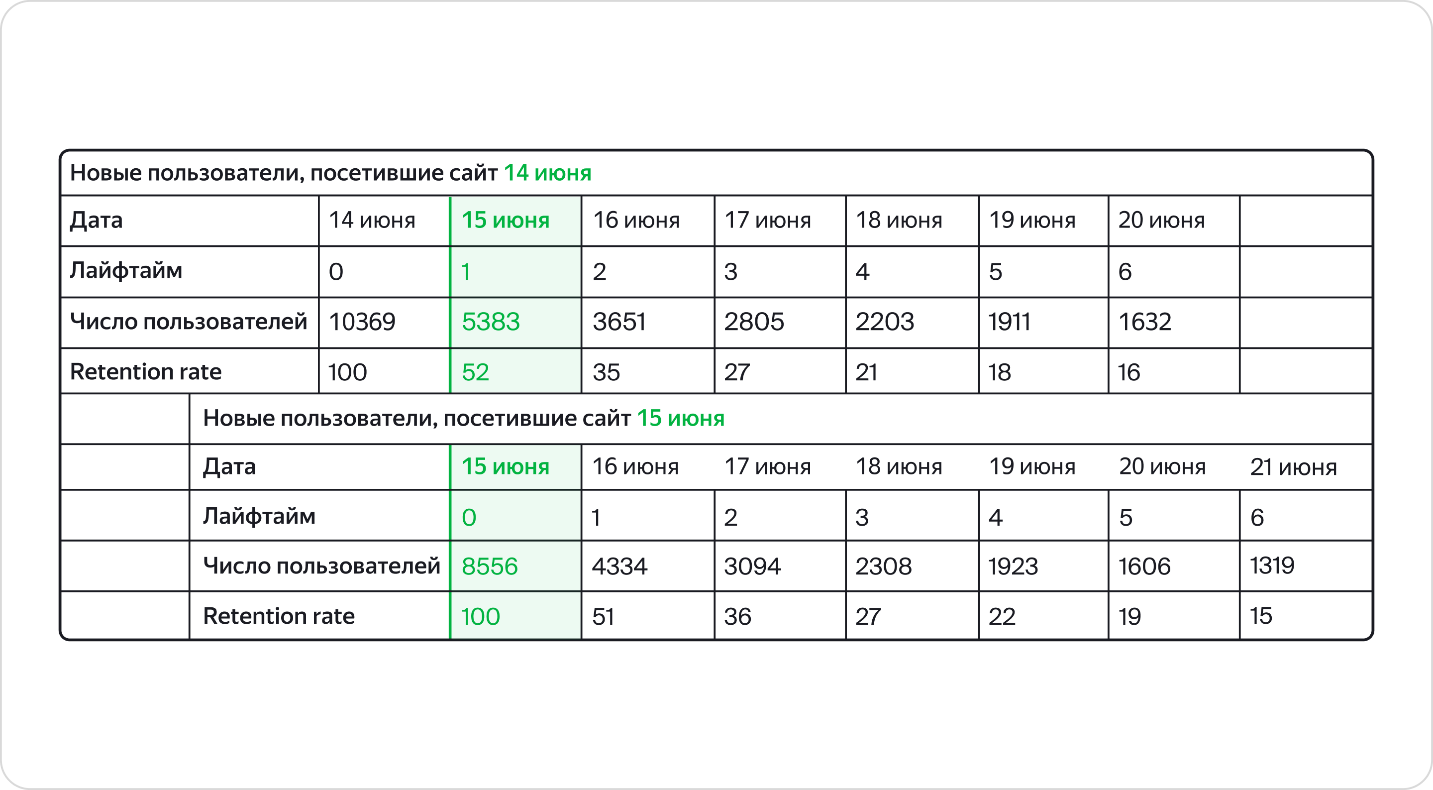 Новые пользователи, посетившие сайт 14 июня
Дата 14 июня 15 июня 16 июня 17 июня 18 июня 19 июня 20 июня
Лайфтайм 0 1 2 3 4 5 6
Число пользователей 10369 5383 3651 2805 2203 1911 1632
Retention rate 100 52 35 27 21 18 16
Новые пользователи, посетившие сайт 15 июня
Дата 15 июня 16 июня 17 июня 18 июня 19 июня 20 июня 21 июня
Лайфтайм 0 1 2 3 4 5 6
Число пользователей 8556 4334 3094 2308 1923 1606 1319
Retention rate 100 51 36 27 22 19 15